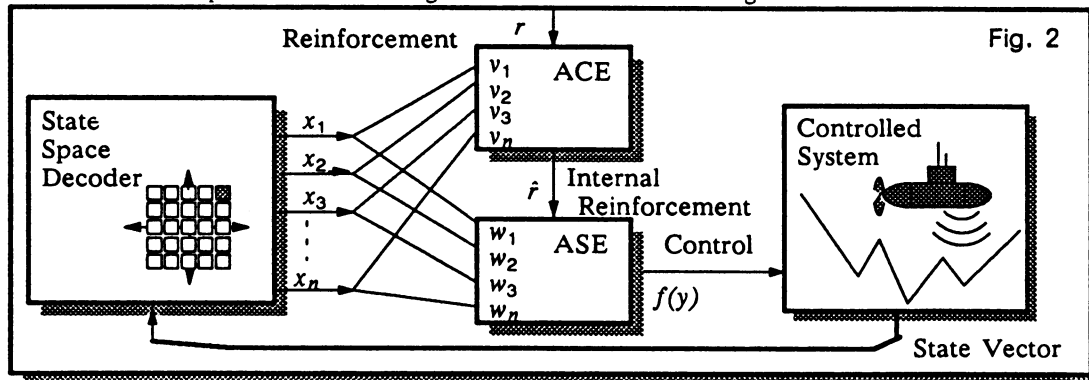 Reinforcement
r
Fig. 2
ACE
v1
v2
v3
vn
State
Space
Decoder
x1
x2
x3
xn
r̂
Internal
Reinforcement
ASE
w1
w2
w3
wn
Control
f(y)
Controlled
System
State Vector